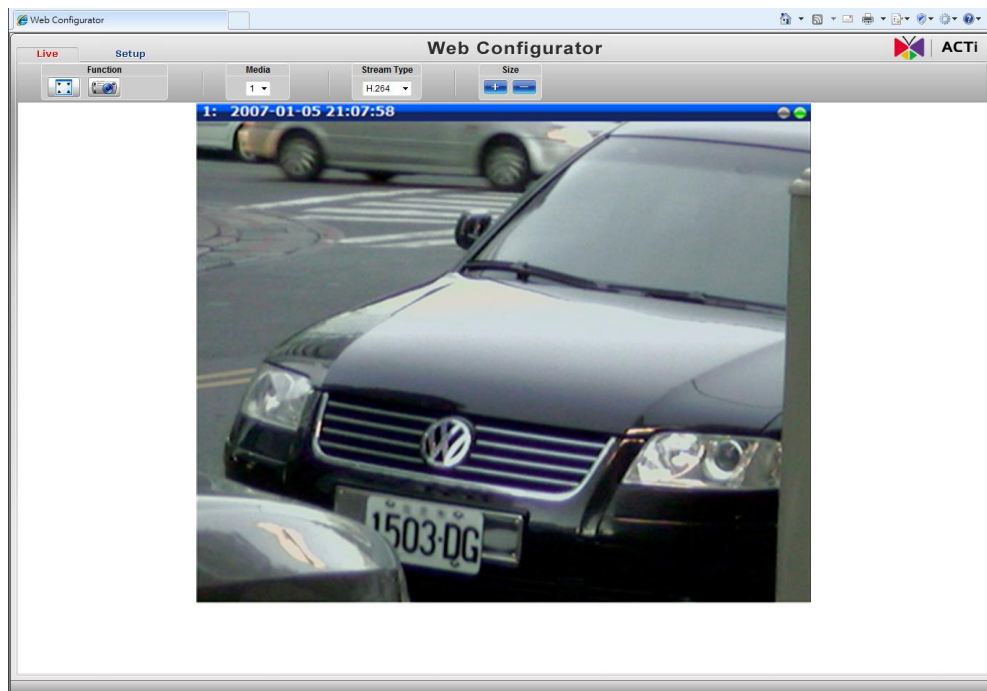 Web Configurator
Live
Setup
Web Configurator
ACTi
Function
Media
Stream Type
Size
1
H.264
1: 2007-01-05 21:07:58
1503-DG